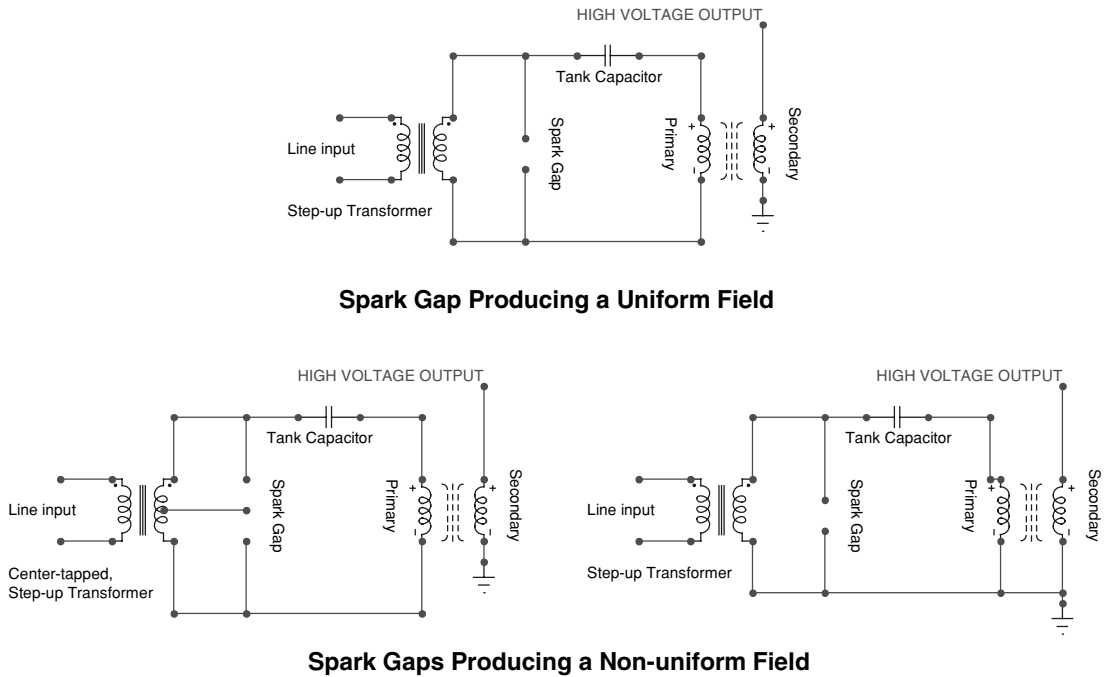 HIGH VOLTAGE OUTPUT
Tank Capacitor
Line input
Step-up Transformer
Spark Gap
Primary
+
-
+
-
Secondary
Spark Gap Producing a Uniform Field
HIGH VOLTAGE OUTPUT
Tank Capacitor
Line input
Center-tapped,
Step-up Transformer
Spark Gap
Primary
+
-
+
-
Secondary
HIGH VOLTAGE OUTPUT
Tank Capacitor
Line input
Step-up Transformer
Spark Gap
Primary
+
-
+
-
Secondary
Spark Gaps Producing a Non-uniform Field